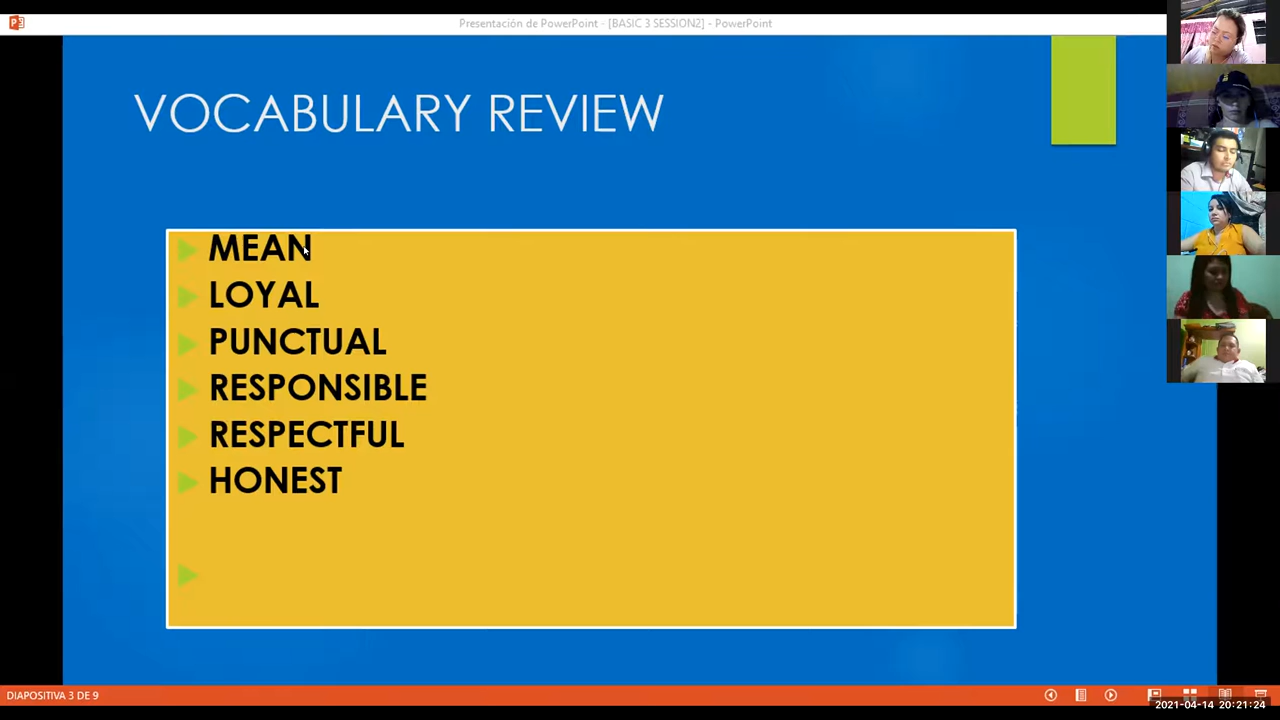 Presentación de PowerPoint - [BASIC 3 SESSION2] - PowerPoint
VOCABULARY REVIEW
MEAN
LOYAL
PUNCTUAL
RESPONSIBLE
RESPECTFUL
HONEST
DIAPOSITIVA 3 DE 9
2021-04-14 20:21:24